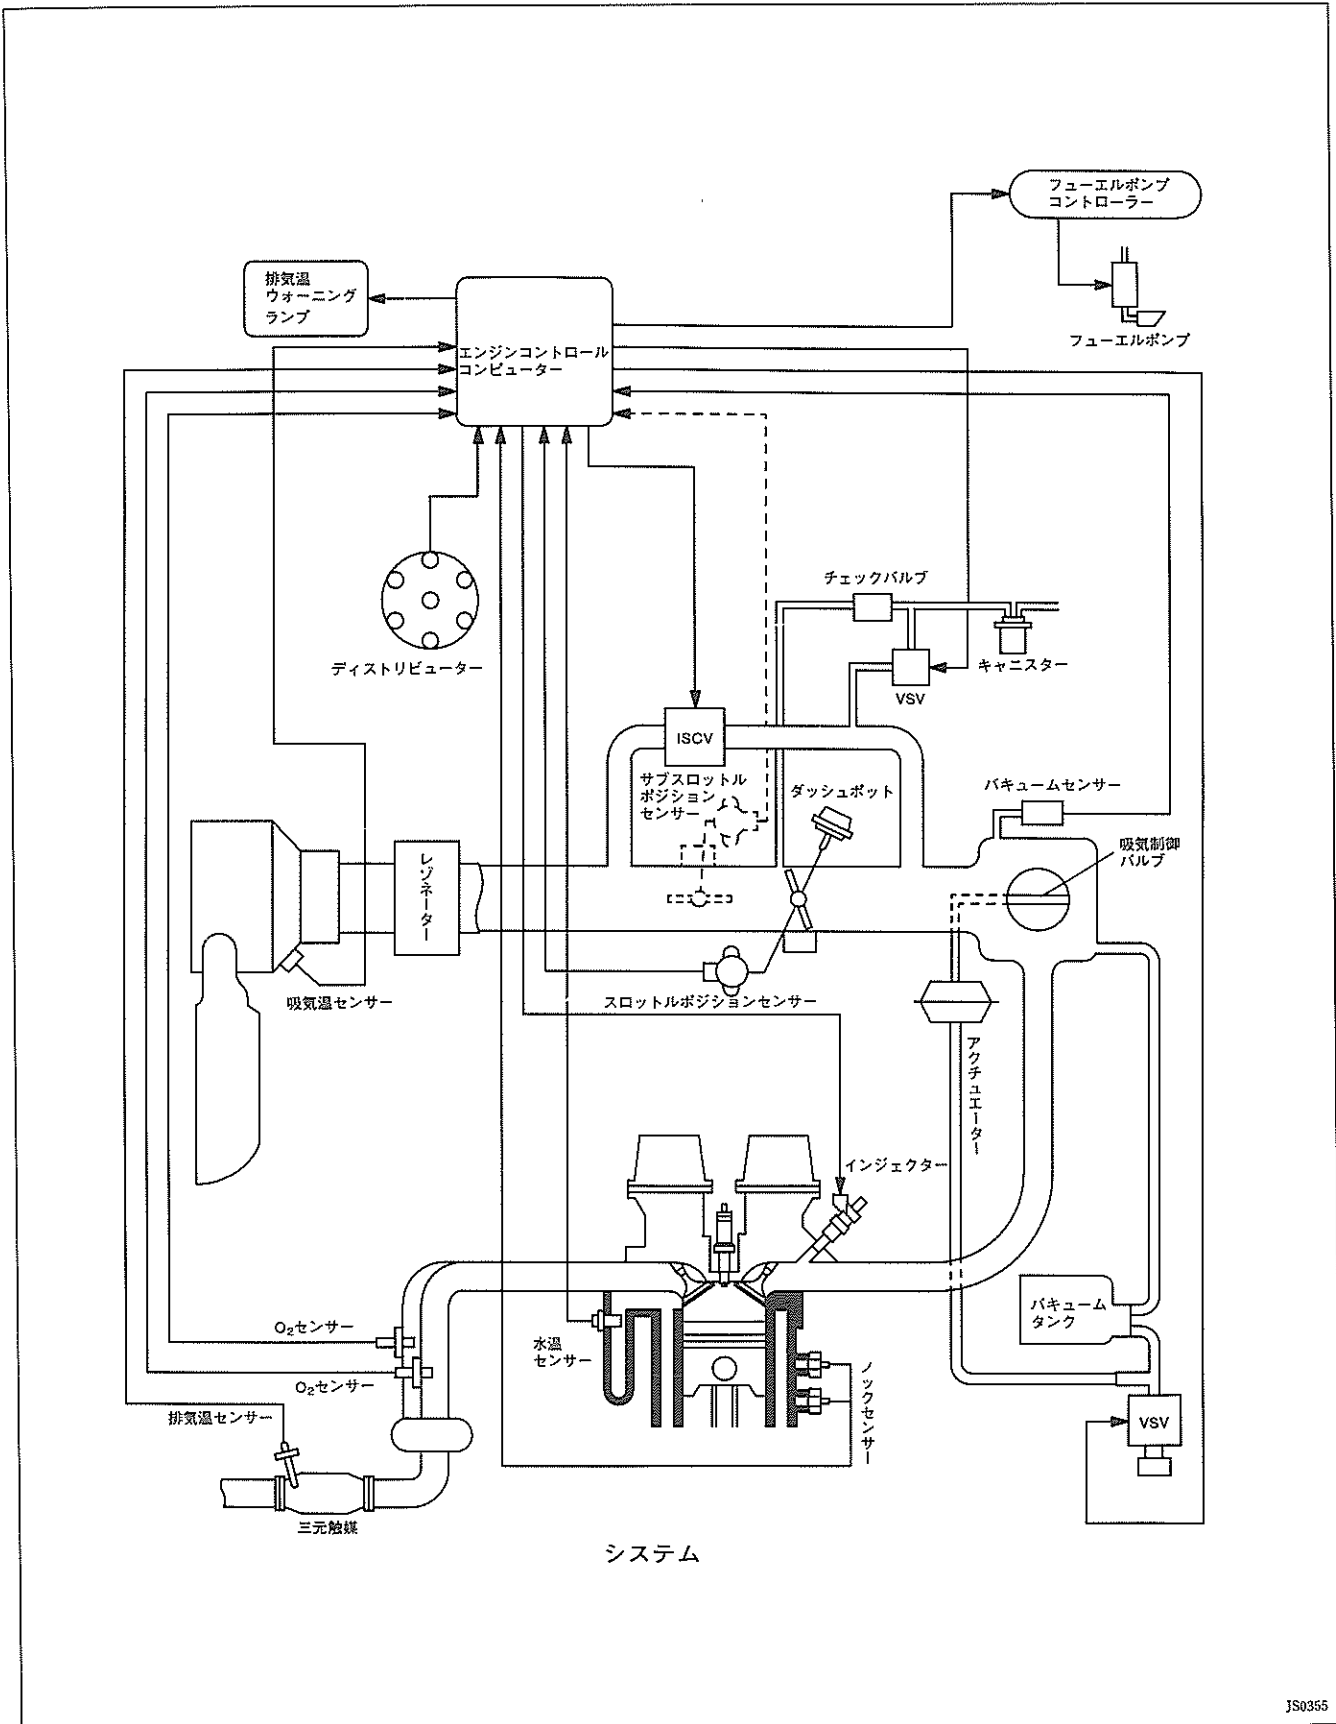 フューエルポンプ
コントローラー
排気温
ウォーニング
ランプ
フューエルポンプ
エンジンコントロール
コンピューター
チェックバルブ
ディストリビューター
キャニスター
VSV
ISCV
サブスロットル
ポジション
センサー
ダッシュポット
バキュームセンサー
吸気制御
バルブ
レゾネーター
吸気温センサー
スロットルポジションセンサー
アクチュエーター
インジェクター
バキューム
タンク
O₂センサー
水温
センサー
O₂センサー
ノックセンサー
排気温センサー
VSV
三元触媒
システム
JS0355